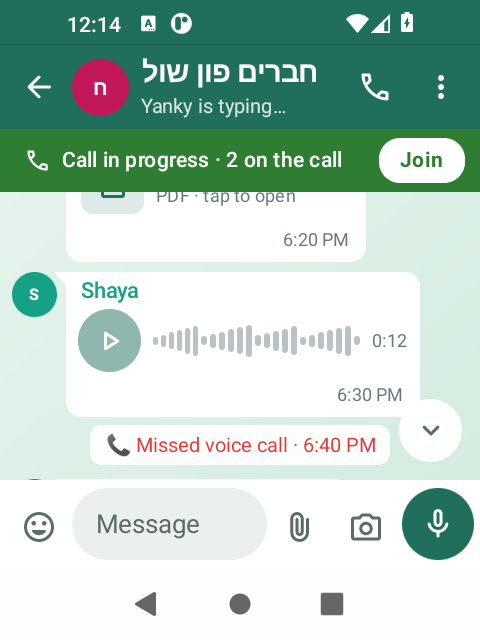 12:14
חברים פון שול
ח
Yanky is typing...
Call in progress · 2 on the call
Join
PDF · tap to open
6:20 PM
S
Shaya
0:12
6:30 PM
Missed voice call · 6:40 PM
Message